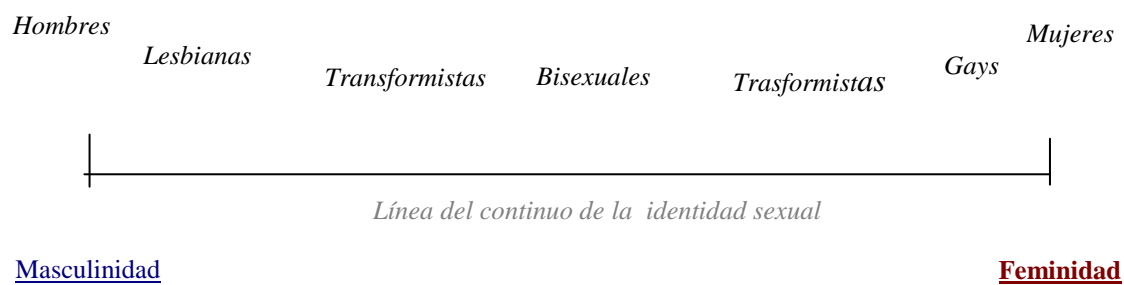 Hombres
Mujeres
Lesbianas
Gays
Transformistas
Bisexuales
Trasformistas
Línea del continuo de la identidad sexual
Masculinidad
Feminidad